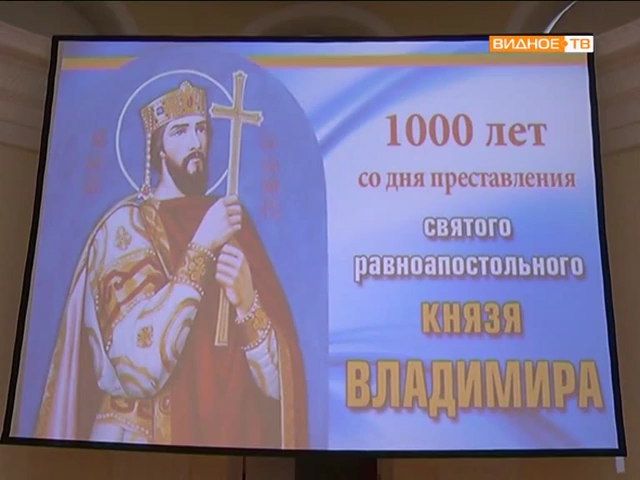 ВИДНОЕ ТВ
1000 лет
со дня преставления
святого
равноапостольного
КНЯЗЯ
ВЛАДИМИРА